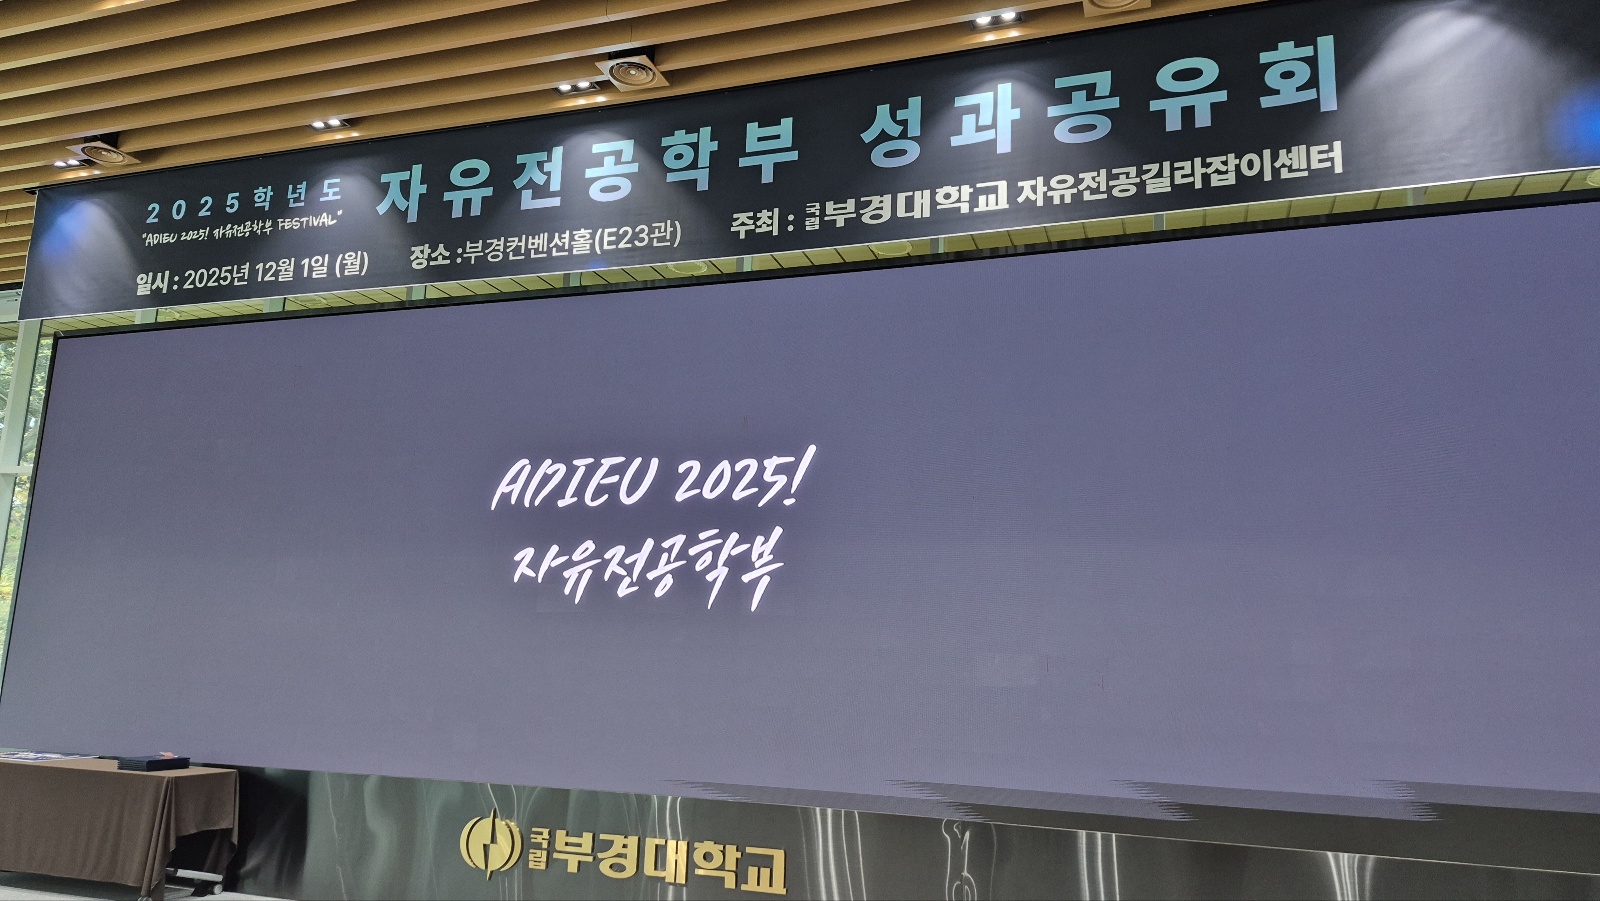 2025학년도 자유전공학부 성과공유회
"ADIEU 2025! 자유전공학부 FESTIVAL"
일시 : 2025년 12월 1일 (월) 장소 : 부경컨벤션홀(E23관) 주최 : 국립부경대학교 자유전공길라잡이센터
ADIEU 2025!
자유전공학부
국립부경대학교